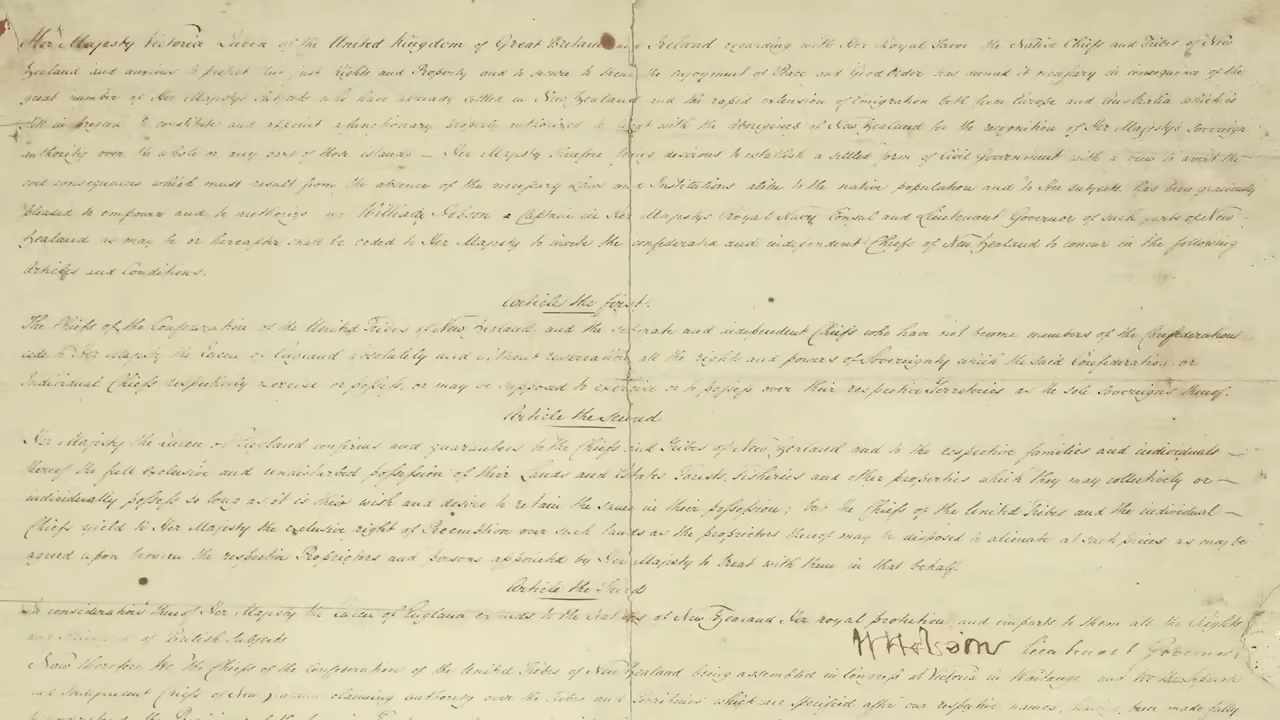 Her Majesty Victoria Queen of the United Kingdom of Great Britain and Ireland regarding with Her Royal Favor the Native Chiefs and Tribes of New
Zealand and anxious to protect their just Rights and Property and to secure to them the enjoyment of Peace and Good Order has deemed it necessary in consequence of the
great number of Her Majesty's Subjects who have already settled in New Zealand and the rapid extension of Emigration both from Europe and Australia which is
still in progress to constitute and appoint a functionary properly authorized to treat with the Aborigines of New Zealand for the recognition of Her Majesty's Sovereign
authority over the whole or any part of those islands — Her Majesty therefore being desirous to establish a settled form of Civil Government with a view to avert the
evil consequences which must result from the absence of the necessary Laws and Institutions alike to the native population and to Her subjects has been graciously
pleased to empower and to authorize me William Hobson a Captain in Her Majesty's Royal Navy Consul and Lieutenant Governor of such parts of New
Zealand as may be or hereafter shall be ceded to Her Majesty to invite the confederated and independent Chiefs of New Zealand to concur in the following
Articles and Conditions.
Article the first.
The Chiefs of the Confederation of the United Tribes of New Zealand and the separate and independent Chiefs who have not become members of the Confederation
cede to Her Majesty the Queen of England absolutely and without reservation all the rights and powers of Sovereignty which the said Confederation or
Individual Chiefs respectively exercise or possess, or may be supposed to exercise or to possess over their respective Territories as the sole Sovereigns thereof.
Article the second
Her Majesty the Queen of England confirms and guarantees to the Chiefs and Tribes of New Zealand and to the respective families and individuals —
thereof the full exclusive and undisturbed possession of their Lands and Estates Forests Fisheries and other properties which they may collectively or —
individually possess so long as it is their wish and desire to retain the same in their possession; but the Chiefs of the United Tribes and the individual —
Chiefs yield to Her Majesty the exclusive right of Preemption over such lands as the proprietors thereof may be disposed to alienate at such prices as may be
agreed upon between the respective Proprietors and persons appointed by Her Majesty to treat with them in that behalf.
Article the Third
In consideration thereof Her Majesty the Queen of England extends to the Natives of New Zealand Her royal protection and imparts to them all the Rights
and Privileges of British Subjects
W Hobson Lieutenant Governor
Now therefore We the Chiefs of the Confederation of the United Tribes of New Zealand being assembled in Congress at Victoria in Waitangi and We the Separate
and Independent Chiefs of New Zealand claiming authority over the Tribes and Territories which are specified after our respective names, having been made fully
to understand the Provisions of the